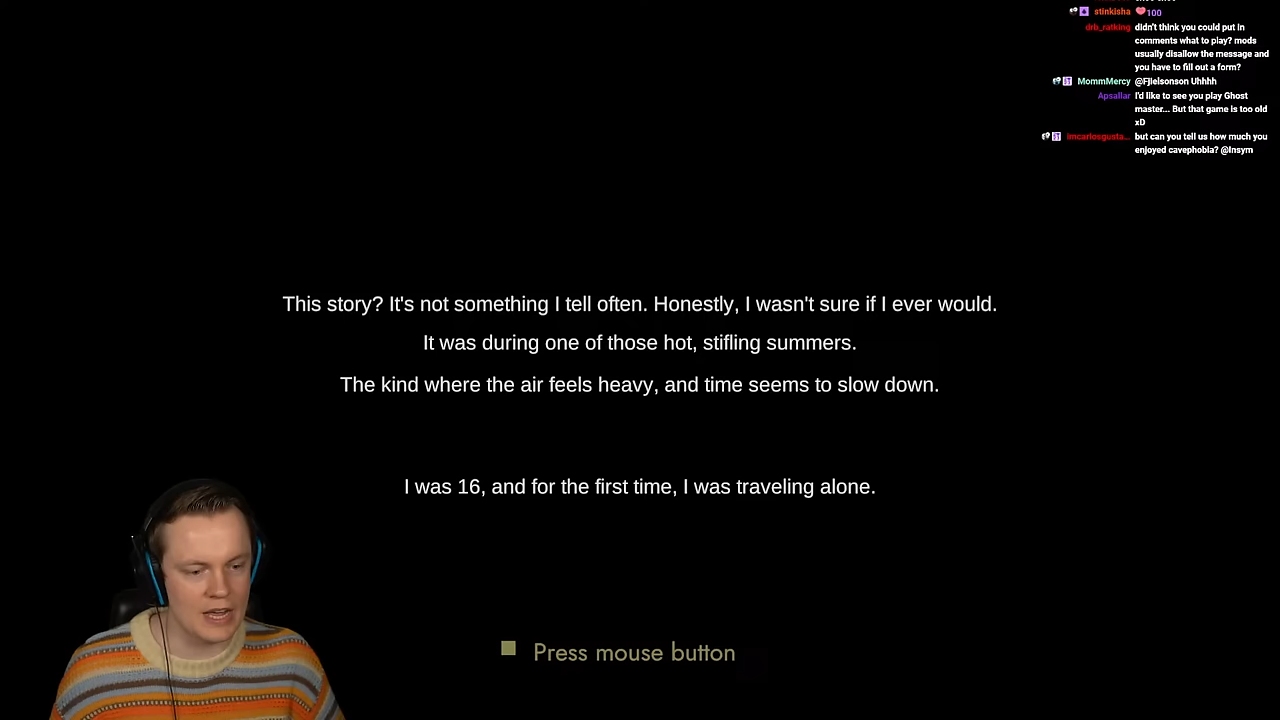 stinkisha 100
drb_ratking didn't think you could put in
comments what to play? mods
usually disallow the message and
you have to fill out a form?
MommMercy @Fjielsonson Uhhhh
Apsallar I'd like to see you play Ghost
master... But that game is too old
xD
imcarlosgusta... but can you tell us how much you
enjoyed cavephobia? @Insym
This story? It's not something I tell often. Honestly, I wasn't sure if I ever would.
It was during one of those hot, stifling summers.
The kind where the air feels heavy, and time seems to slow down.
I was 16, and for the first time, I was traveling alone.
Press mouse button